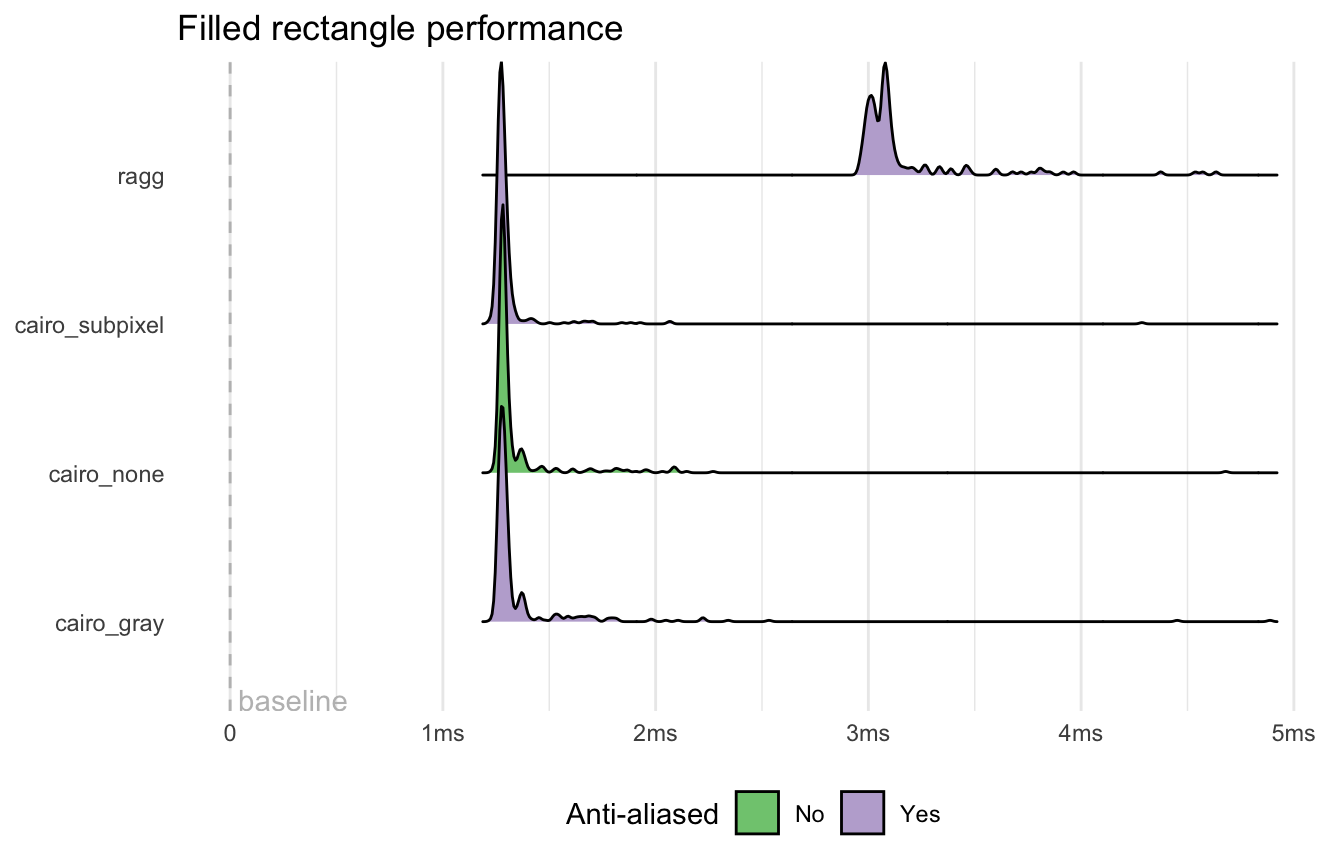 Filled rectangle performance
ragg
cairo_subpixel
cairo_none
cairo_gray
baseline
0 1ms 2ms 3ms 4ms 5ms
Anti-aliased No Yes